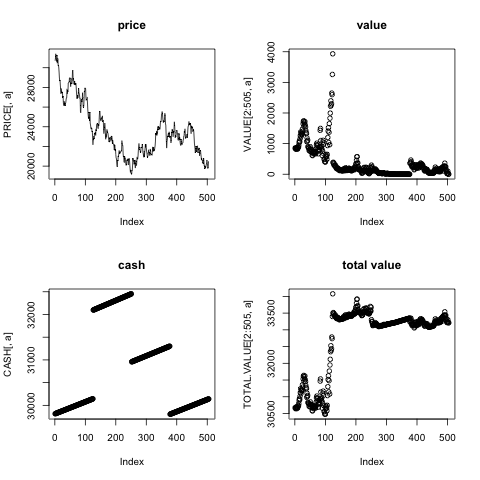 price
PRICE[, a]
20000 24000 28000
0 100 200 300 400 500
Index
value
VALUE[2:505, a]
0 1000 2000 3000 4000
0 100 200 300 400 500
Index
cash
CASH[, a]
30000 31000 32000
0 100 200 300 400 500
Index
total value
TOTAL.VALUE[2:505, a]
30500 32000 33500
0 100 200 300 400 500
Index